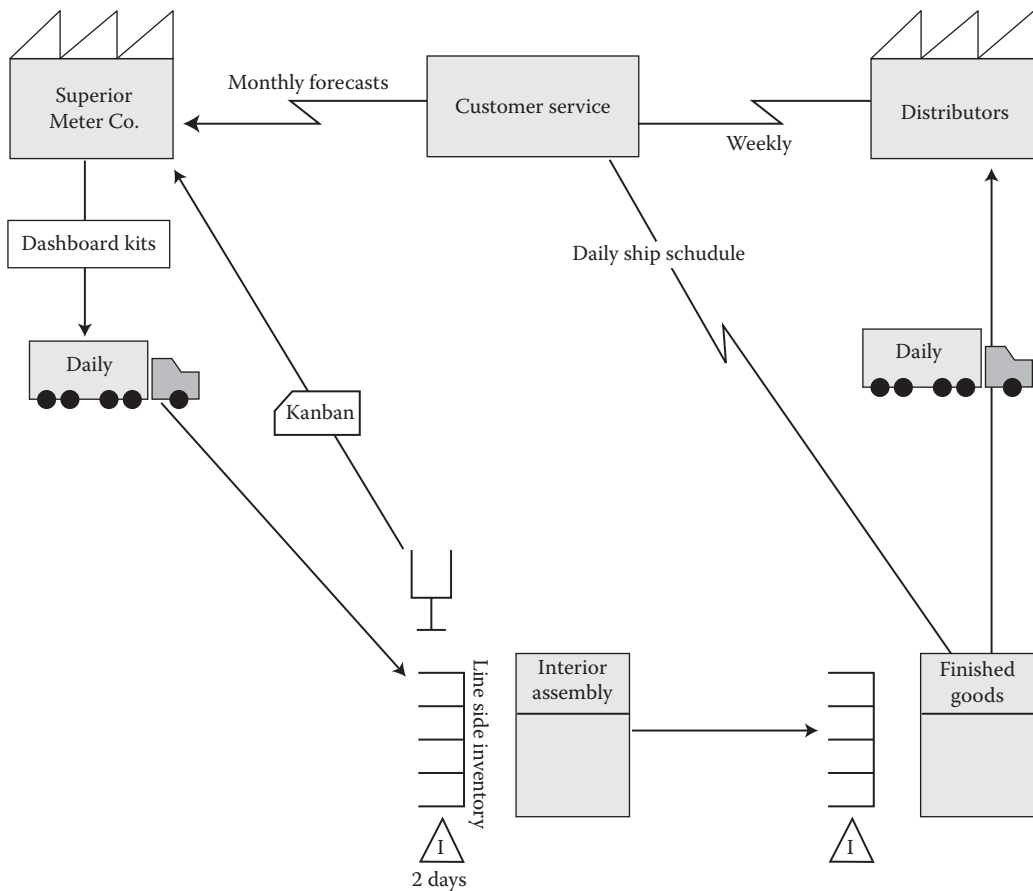 Superior
Meter Co.
Monthly forecasts
Customer service
Weekly
Distributors
Dashboard kits
Daily ship schudule
Daily
Daily
Kanban
Line side inventory
Interior
assembly
Finished
goods
I
2 days
I